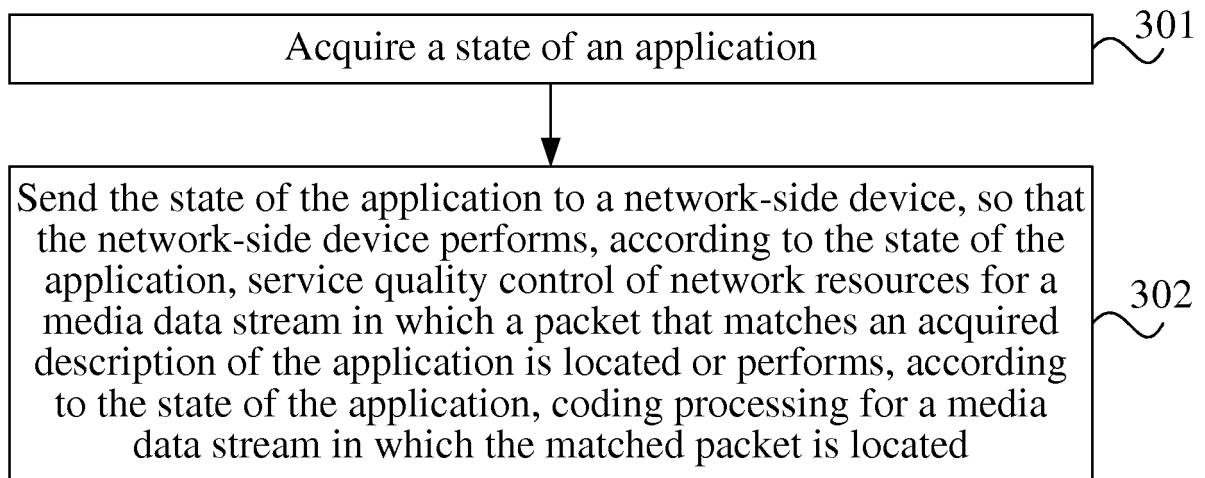 Acquire a state of an application
301
Send the state of the application to a network-side device, so that
the network-side device performs, according to the state of the
application, service quality control of network resources for a
media data stream in which a packet that matches an acquired
description of the application is located or performs, according
to the state of the application, coding processing for a media
data stream in which the matched packet is located
302